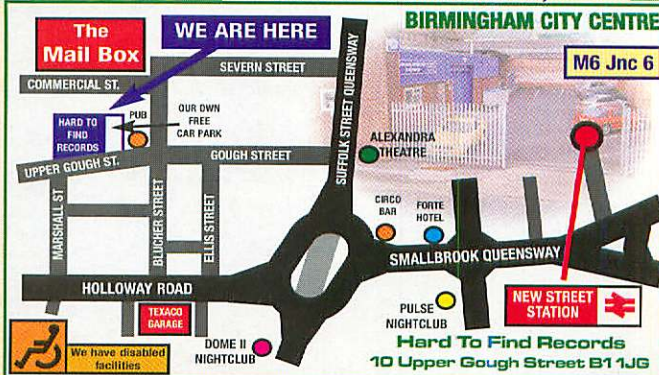 BIRMINGHAM CITY CENTRE
The
Mail Box
WE ARE HERE
M6 Jnc 6
SEVERN STREET
COMMERCIAL ST.
SUFFOLK STREET QUEENSWAY
HARD TO
FIND
RECORDS
PUB
OUR OWN
FREE
CAR PARK
ALEXANDRA
THEATRE
UPPER GOUGH ST.
GOUGH STREET
MARSHALL ST
BLUCHER STREET
ELLIS STREET
CIRCO
BAR
FORTE
HOTEL
SMALLBROOK QUEENSWAY
HOLLOWAY ROAD
TEXACO
GARAGE
PULSE
NIGHTCLUB
NEW STREET
STATION
DOME II
NIGHTCLUB
We have disabled
facilities
Hard To Find Records
10 Upper Gough Street B1 1JG